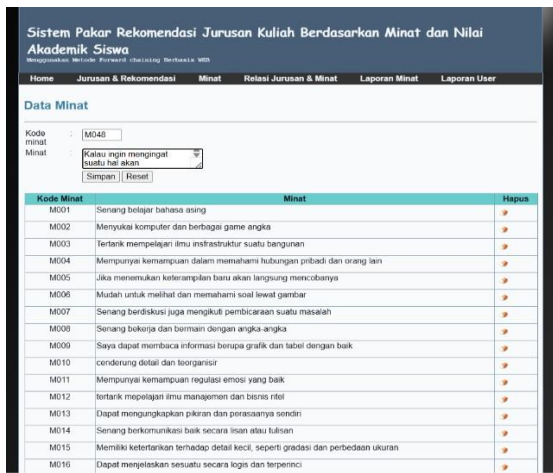 Sistem Pakar Rekomendasi Jurusan Kuliah Berdasarkan Minat dan Nilai
Akademik Siswa
Menggunakan Metode Forward chaining Berbasis WEB
Home Jurusan & Rekomendasi Minat Relasi Jurusan & Minat Laporan Minat Laporan User
Data Minat
Kode minat : M048
Minat : Kalau ingin mengingat
suatu hal akan
Simpan Reset
Kode Minat Minat Hapus
M001 Senang belajar bahasa asing
M002 Menyukai komputer dan berbagai game angka
M003 Tertarik mempelajari ilmu insfrastruktur suatu bangunan
M004 Mempunyai kemampuan dalam memahami hubungan pribadi dan orang lain
M005 Jika menemukan keterampilan baru akan langsung mencobanya
M006 Mudah untuk melihat dan memahami soal lewat gambar
M007 Senang berdiskusi juga mengikuti pembicaraan suatu masalah
M008 Senang bekerja dan bermain dengan angka-angka
M009 Saya dapat membaca informasi berupa grafik dan tabel dengan baik
M010 cenderung detail dan teorganisir
M011 Mempunyai kemampuan regulasi emosi yang baik
M012 tertarik mepelajari ilmu manajemen dan bisnis ritel
M013 Dapat mengungkapkan pikiran dan perasaanya sendiri
M014 Senang berkomunikasi baik secara lisan atau tulisan
M015 Memiliki ketertarikan terhadap detail kecil, seperti gradasi dan perbedaan ukuran
M016 Dapat menjelaskan sesuatu secara logis dan terperinci